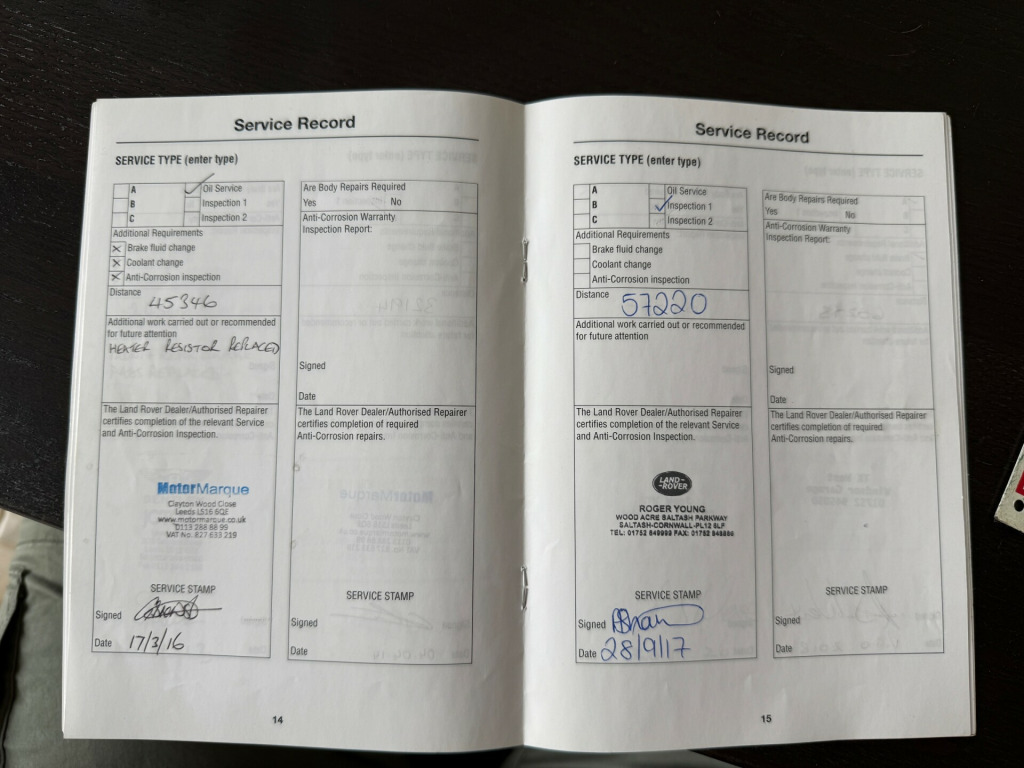 Service Record
SERVICE TYPE (enter type)
A
B
C
Oil Service
Inspection 1
Inspection 2
Additional Requirements
Brake fluid change
Coolant change
Anti-Corrosion inspection
Distance
45346
Additional work carried out or recommended
for future attention
HEATER RESISTOR REPLACED
The Land Rover Dealer/Authorised Repairer
certifies completion of the relevant Service
and Anti-Corrosion Inspection.
MotorMarque
Clayton Wood Close
Leeds LS16 6QE
www.motormarque.co.uk
0113 288 88 99
VAT No. 827 633 219
SERVICE STAMP
Signed
Date 17/3/16
Are Body Repairs Required
Yes No
Anti-Corrosion Warranty
Inspection Report:
Signed
Date
The Land Rover Dealer/Authorised Repairer
certifies completion of required
Anti-Corrosion repairs.
SERVICE STAMP
Signed
Date
14
Service Record
SERVICE TYPE (enter type)
A
B
C
Oil Service
Inspection 1
Inspection 2
Additional Requirements
Brake fluid change
Coolant change
Anti-Corrosion inspection
Distance
57220
Additional work carried out or recommended
for future attention
The Land Rover Dealer/Authorised Repairer
certifies completion of the relevant Service
and Anti-Corrosion Inspection.
LAND-
ROVER
ROGER YOUNG
WOOD ACRE SALTASH PARKWAY
SALTASH-CORNWALL-PL12 6LF
TEL: 01752 849999 FAX:
SERVICE STAMP
Signed
Date 28/9/17
Are Body Repairs Required
Yes No
Anti-Corrosion Warranty
Inspection Report:
Signed
Date
The Land Rover Dealer/Authorised Repairer
certifies completion of required
Anti-Corrosion repairs.
SERVICE STAMP
Signed
Date
15